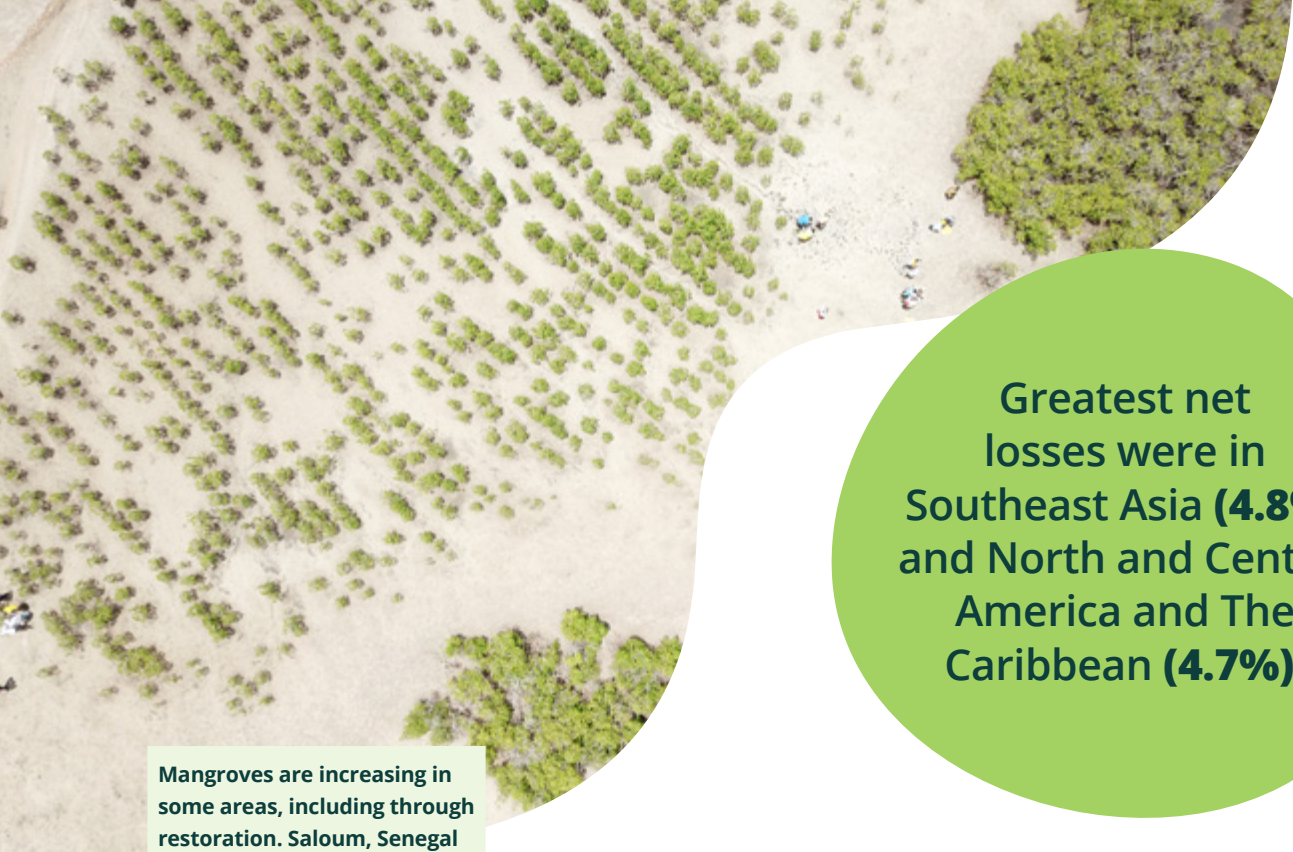 Greatest net
losses were in
Southeast Asia (4.8
and North and Cent
America and The
Caribbean (4.7%)
Mangroves are increasing in
some areas, including through
restoration. Saloum, Senegal